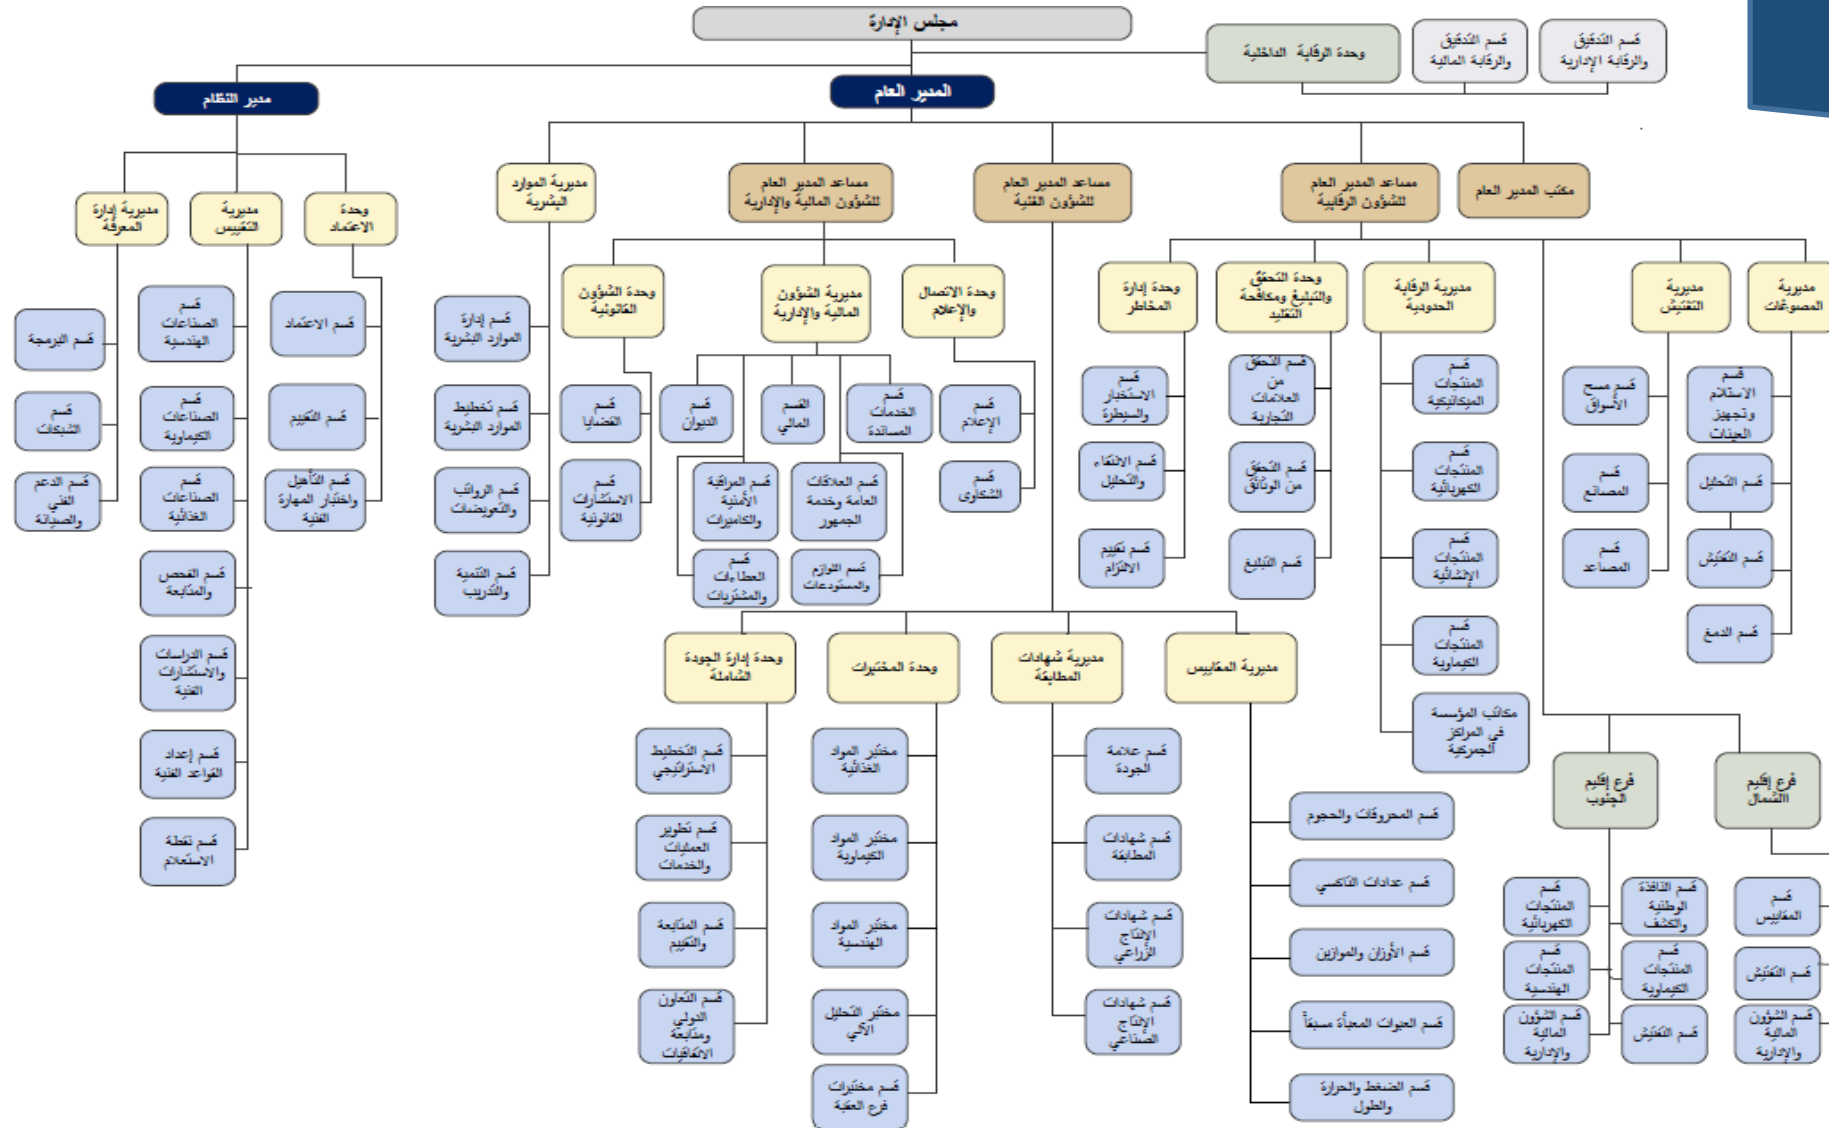 مجلس الإدارة
قسم التدقيق
والرقابة الإدارية
قسم التدقيق
والرقابة المالية
وحدة الرقابة الداخلية
المدير العام
مدير النظام
مكتب المدير العام
مساعد المدير العام
للشؤون الرقابية
مساعد المدير العام
للشؤون الفنية
مساعد المدير العام
للشؤون المالية والإدارية
مديرية الموارد
البشرية
وحدة
الاعتماد
مديرية
التقييس
مديرية إدارة
المعرفة
مديرية
المصوغات
مديرية
التفتيش
مديرية الرقابة
الحدودية
وحدة التحقق
والتبليغ ومكافحة
التقليد
وحدة إدارة
المخاطر
وحدة الاتصال
والإعلام
مديرية الشؤون
المالية والإدارية
وحدة الشؤون
القانونية
قسم
الاستلام
وتجهيز
العينات
قسم التحليل
قسم التفتيش
قسم الدمغ
قسم مسح
الأسواق
قسم
المصانع
قسم
المصاعد
قسم
المنتجات
الميكانيكية
قسم
المنتجات
الكهربائية
قسم
المنتجات
الإنشائية
قسم
المنتجات
الكيماوية
مكاتب المؤسسة
في المراكز
الجمركية
قسم التحقق
من
العلامات
التجارية
قسم التحقق
من الوثائق
قسم التبليغ
قسم
الاستخبار
والسيطرة
قسم الانتقاء
والتحليل
قسم تقييم
الالتزام
قسم
الإعلام
قسم
الشكاوى
قسم
الخدمات
المساندة
القسم
المالي
قسم
الديوان
قسم العلاقات
العامة وخدمة
الجمهور
قسم المراقبة
الأمنية
والكاميرات
قسم اللوازم
والمستودعات
قسم
العطاءات
والمشتريات
قسم
القضايا
قسم
الاستشارات
القانونية
قسم إدارة
الموارد البشرية
قسم تخطيط
الموارد البشرية
قسم الرواتب
والتعويضات
قسم التنمية
والتدريب
قسم الاعتماد
قسم التقييم
قسم التأهيل
واختبار المهارة
الفنية
قسم
الصناعات
الهندسية
قسم
الصناعات
الكيماوية
قسم
الصناعات
الغذائية
قسم الفحص
والمتابعة
قسم الدراسات
والاستشارات
الفنية
قسم إعداد
القواعد الفنية
قسم نقطة
الاستعلام
قسم البرمجة
قسم
الشبكات
قسم الدعم
الفني
والصيانة
مديرية المقاييس
مديرية شهادات
المطابقة
وحدة المختبرات
وحدة إدارة الجودة
الشاملة
قسم المحروقات والحجوم
قسم عدادات التاكسي
قسم الأوزان والموازين
قسم العبوات المعبأة مسبقاً
قسم الضغط والحرارة
والطول
قسم علامة
الجودة
قسم شهادات
المطابقة
قسم شهادات
الإنتاج
الزراعي
قسم شهادات
الإنتاج
الصناعي
مختبر المواد
الغذائية
مختبر المواد
الكيماوية
مختبر المواد
الهندسية
مختبر التحليل
الآلي
قسم مختبرات
فرع العقبة
قسم التخطيط
الاستراتيجي
قسم تطوير
العمليات
والخدمات
قسم المتابعة
والتقييم
قسم التعاون
الدولي
ومتابعة
الاتفاقيات
فرع إقليم
االشمال
فرع إقليم
الجنوب
قسم
المقاييس
قسم التفتيش
قسم الشؤون
المالية
والإدارية
قسم النافذة
الوطنية
والكشف
قسم
المنتجات
الكيماوية
قسم التفتيش
قسم
المنتجات
الكهربائية
قسم
المنتجات
الهندسية
قسم الشؤون
المالية
والإدارية